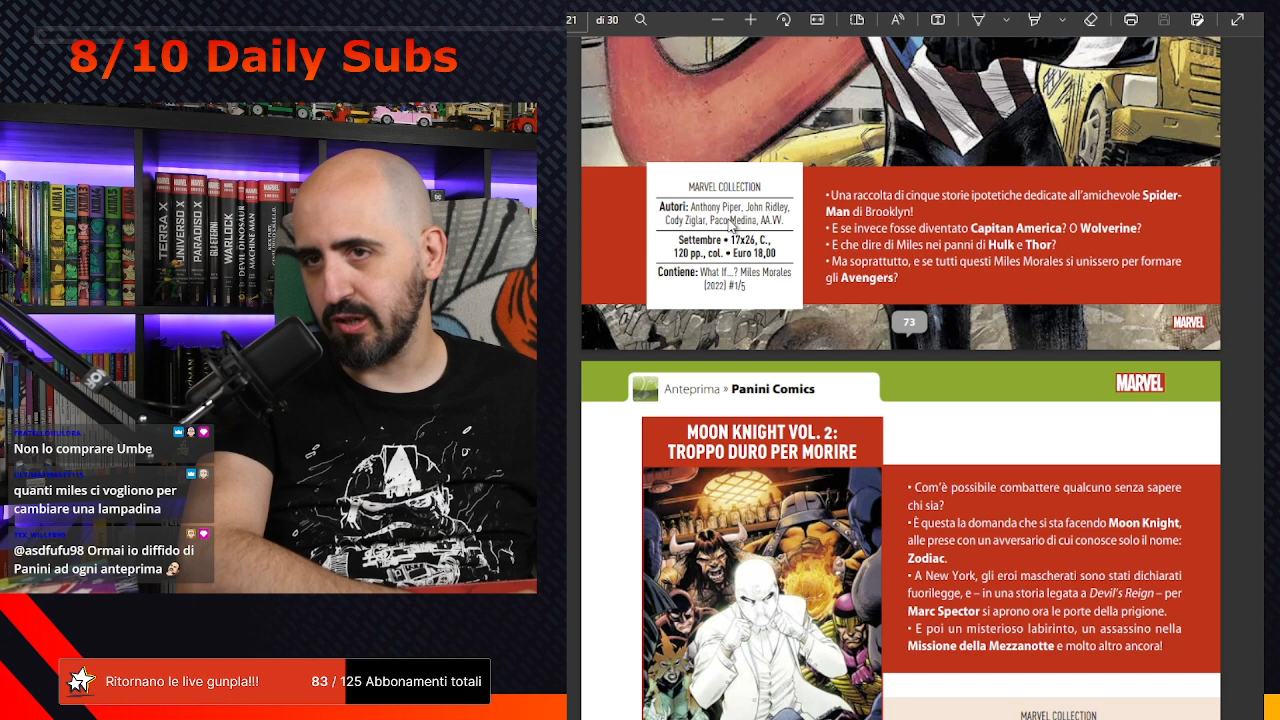 8/10 Daily Subs
21
di 30
TERRA X
UNIVERSO X
PARADISO X
GLI ETERNI
WARLOCK
DEVIL DINOSAUR
MACHINE MAN
Non lo comprare Umbe
quanti miles ci vogliono per
cambiare una lampadina
TEX_WILLER90
@asdfufu98 Ormai io diffido di
Panini ad ogni anteprima
Ritornano le live gunpla!!!
83 / 125 Abbonamenti totali
MARVEL COLLECTION
Autori: Anthony Piper, John Ridley,
Cody Ziglar, Paco Medina, AA.VV.
Settembre • 17x26, C.,
120 pp., col. • Euro 18,00
Contiene: What If...? Miles Morales
(2022) #1/5
• Una raccolta di cinque storie ipotetiche dedicate all'amichevole Spider-
Man di Brooklyn!
• E se invece fosse diventato Capitan America? O Wolverine?
• E che dire di Miles nei panni di Hulk e Thor?
• Ma soprattutto, e se tutti questi Miles Morales si unissero per formare
gli Avengers?
73
MARVEL
Anteprima » Panini Comics
MARVEL
MOON KNIGHT VOL. 2:
TROPPO DURO PER MORIRE
• Com'è possibile combattere qualcuno senza sapere
chi sia?
• È questa la domanda che si sta facendo Moon Knight,
alle prese con un avversario di cui conosce solo il nome:
Zodiac.
• A New York, gli eroi mascherati sono stati dichiarati
fuorilegge, e – in una storia legata a Devil's Reign – per
Marc Spector si aprono ora le porte della prigione.
• E poi un misterioso labirinto, un assassino nella
Missione della Mezzanotte e molto altro ancora!
MARVEL COLLECTION